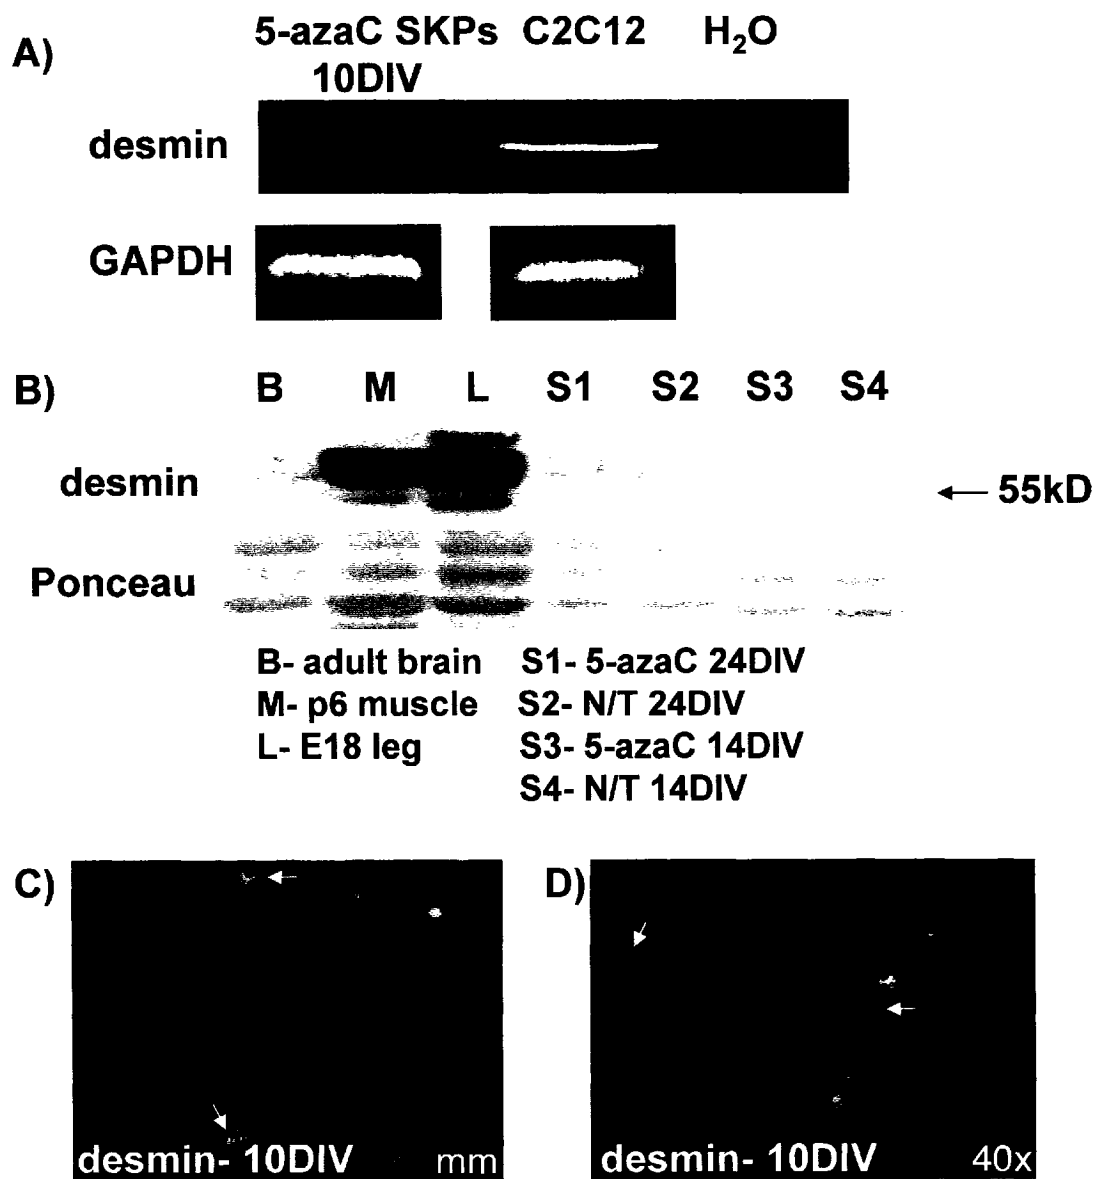 A)
5-azaC SKPs C2C12 H₂O
10DIV
desmin
GAPDH
B)
B M L S1 S2 S3 S4
desmin
55kD
Ponceau
B- adult brain S1- 5-azaC 24DIV
M- p6 muscle S2- N/T 24DIV
L- E18 leg S3- 5-azaC 14DIV
S4- N/T 14DIV
C)
D)
desmin- 10DIV mm
desmin- 10DIV 40x